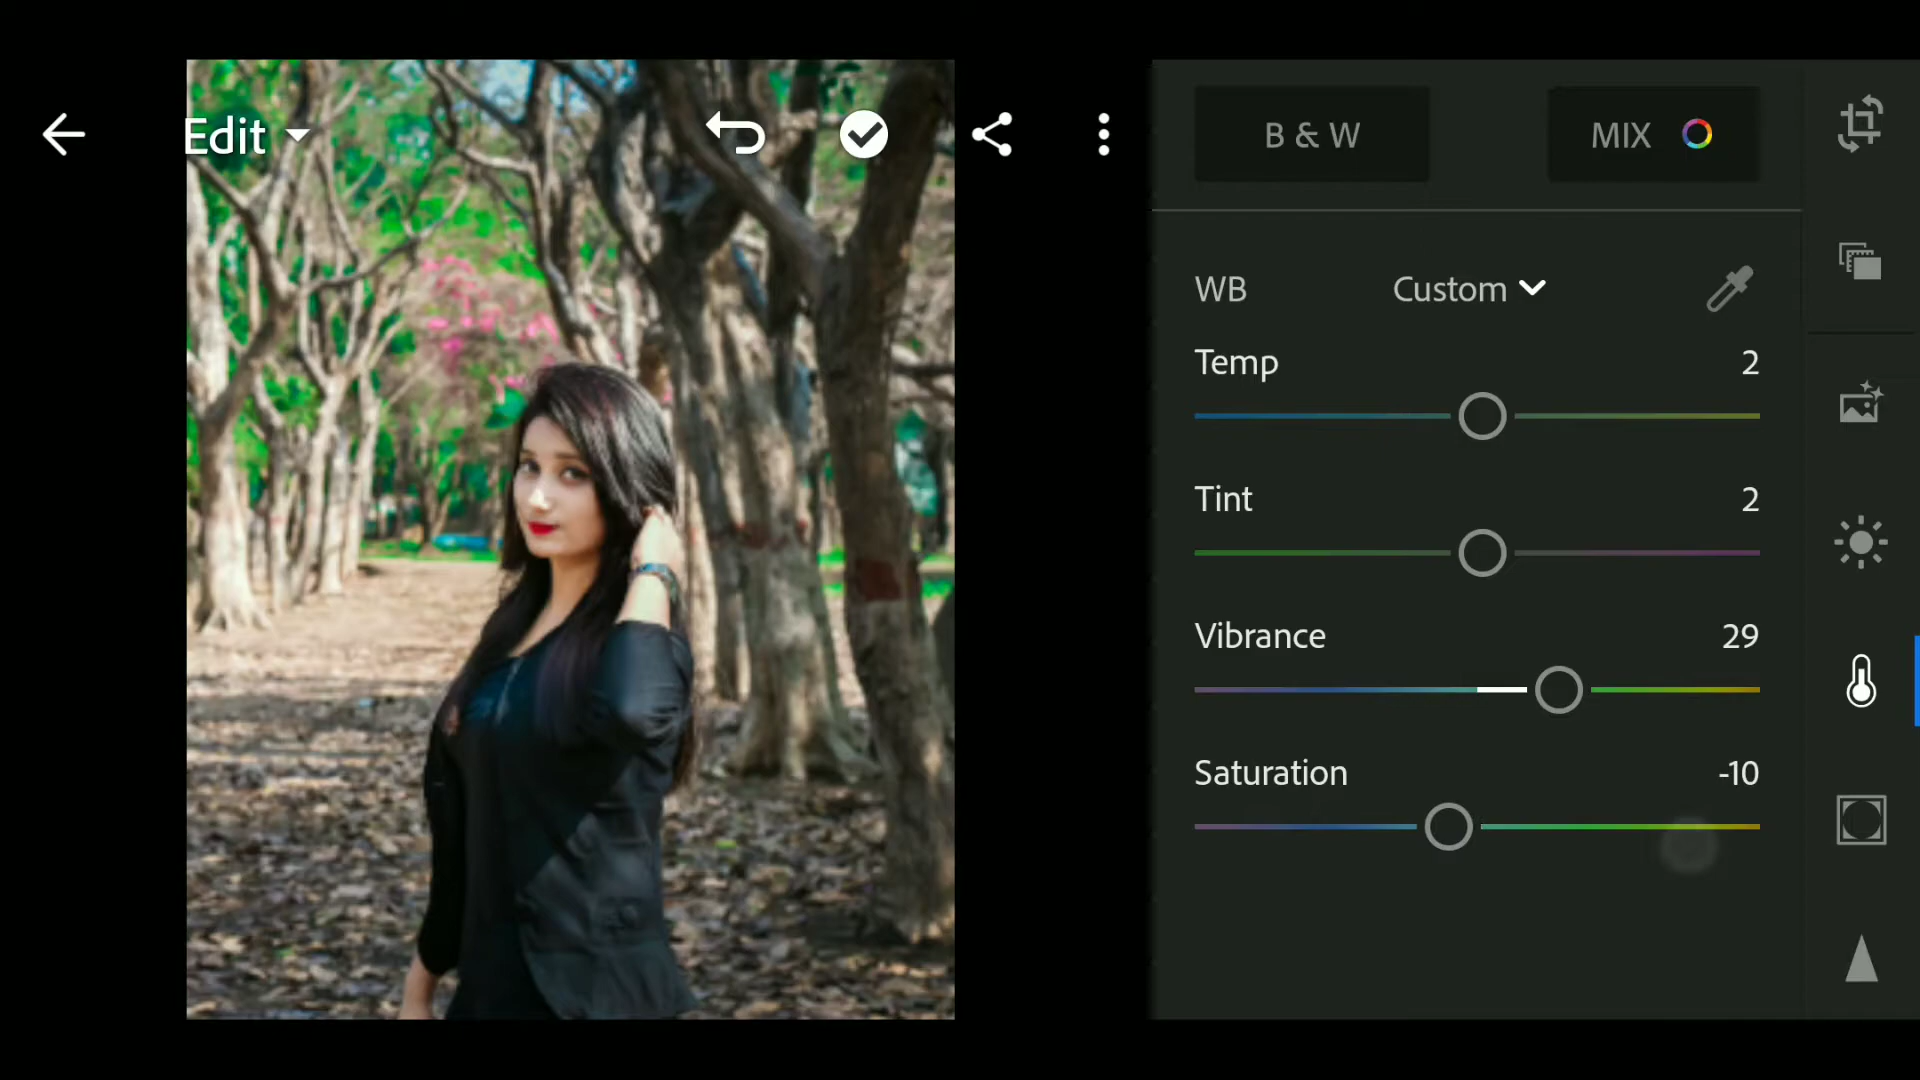 Edit
B & W
MIX
WB Custom
Temp 2
Tint 2
Vibrance 29
Saturation -10